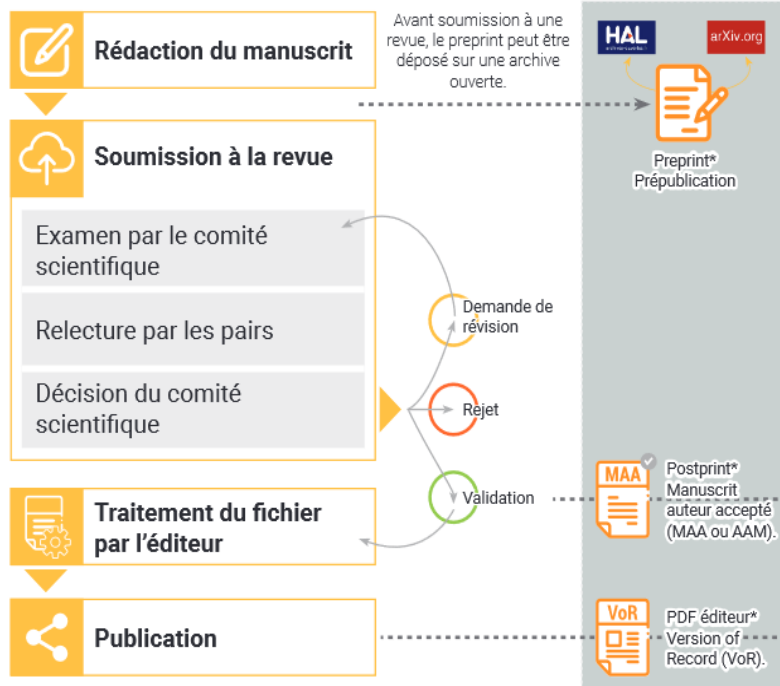 Rédaction du manuscrit
Avant soumission à une
revue, le preprint peut être
déposé sur une archive
ouverte.
HAL
arXiv.org
Preprint*
Prépublication
Soumission à la revue
Examen par le comité
scientifique
Relecture par les pairs
Décision du comité
scientifique
Demande de
révision
Rejet
Validation
MAA
Postprint*
Manuscrit
auteur accepté
(MAA ou AAM).
Traitement du fichier
par l'éditeur
Publication
VoR
PDF éditeur*
Version of
Record (VoR).